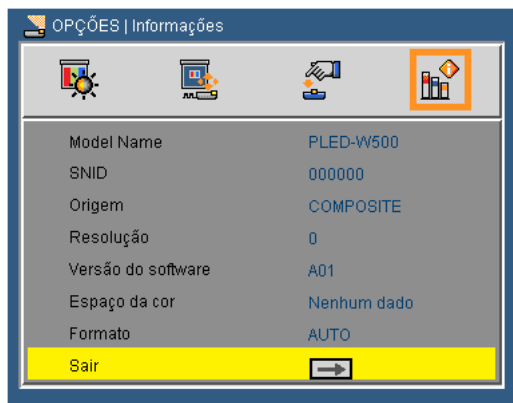 OPÇÕES | Informações
Model Name PLED-W500
SNID 000000
Origem COMPOSITE
Resolução 0
Versão do software A01
Espaço da cor Nenhum dado
Formato AUTO
Sair